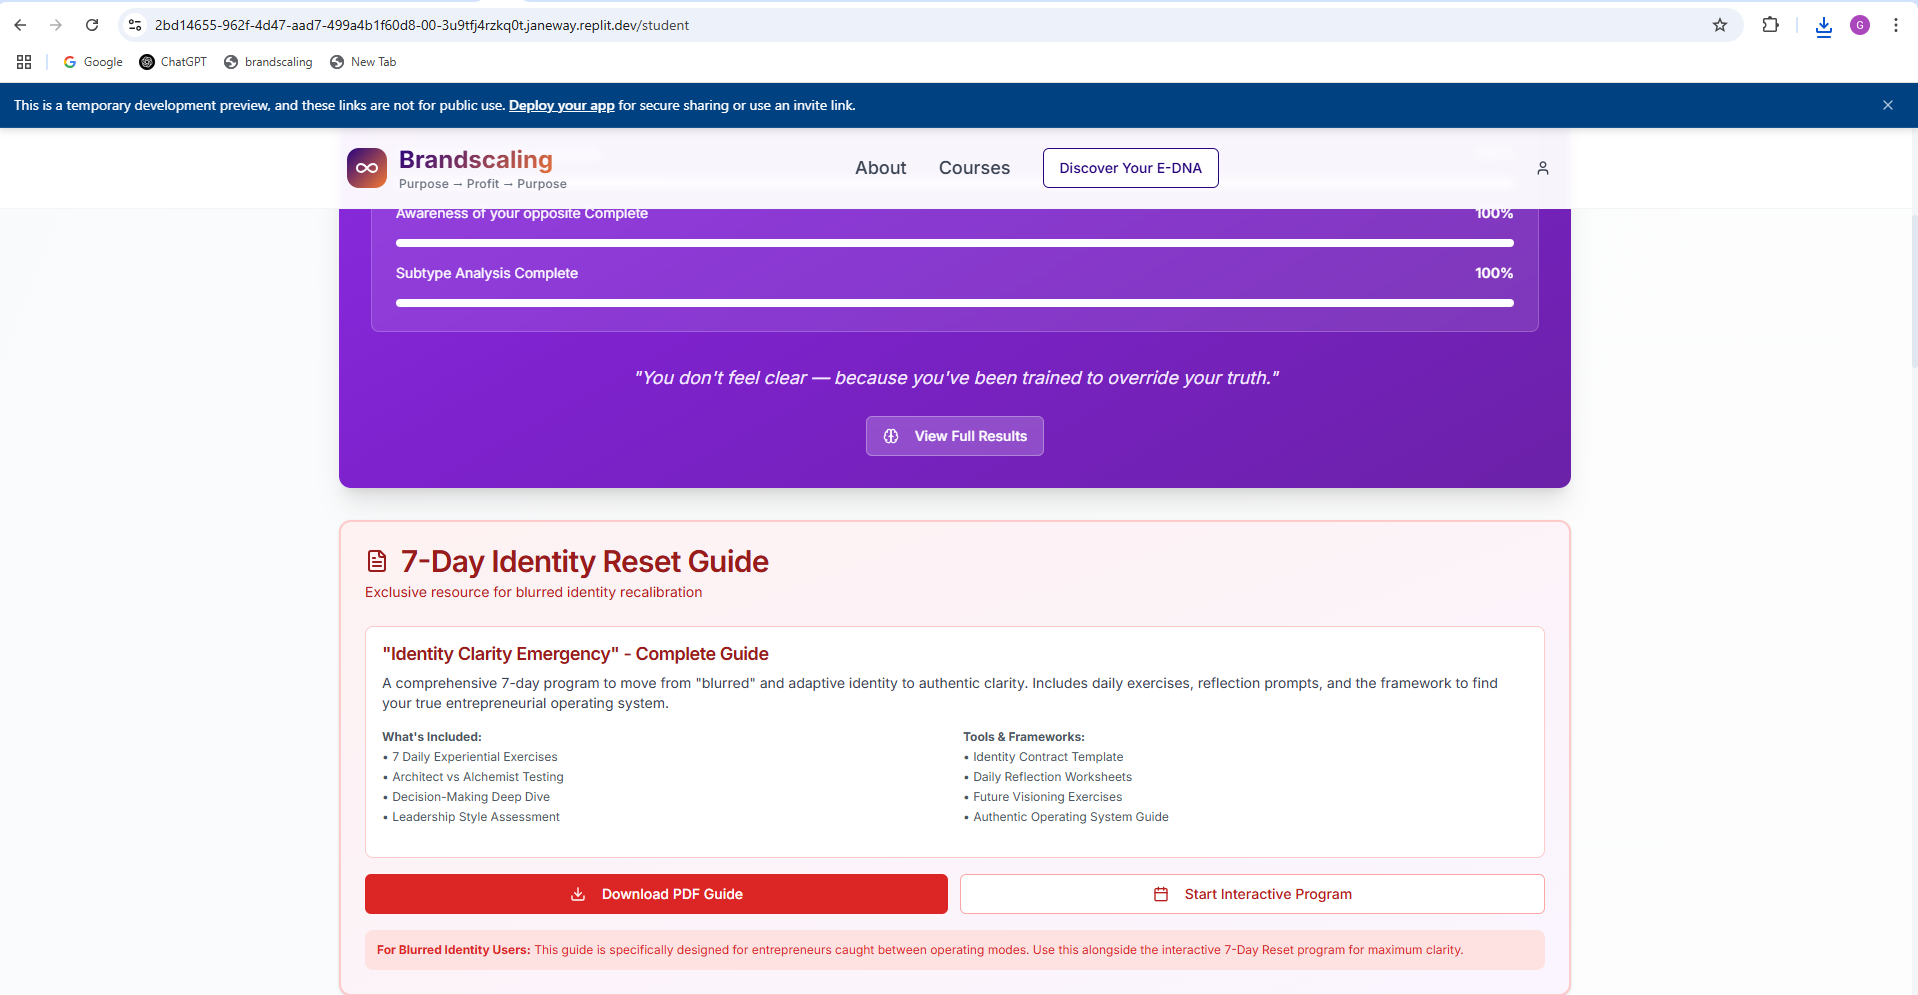 2bd14655-962f-4d47-aad7-499a4b1f60d8-00-3u9tfj4rzkq0t.janeway.replit.dev/student
G
Google
ChatGPT
brandscaling
New Tab
This is a temporary development preview, and these links are not for public use. Deploy your app for secure sharing or use an invite link.
Brandscaling
Purpose → Profit → Purpose
About
Courses
Discover Your E-DNA
Awareness of your opposite Complete
100%
Subtype Analysis Complete
100%
"You don't feel clear — because you've been trained to override your truth."
View Full Results
7-Day Identity Reset Guide
Exclusive resource for blurred identity recalibration
"Identity Clarity Emergency" - Complete Guide
A comprehensive 7-day program to move from "blurred" and adaptive identity to authentic clarity. Includes daily exercises, reflection prompts, and the framework to find
your true entrepreneurial operating system.
What's Included:
• 7 Daily Experiential Exercises
• Architect vs Alchemist Testing
• Decision-Making Deep Dive
• Leadership Style Assessment
Tools & Frameworks:
• Identity Contract Template
• Daily Reflection Worksheets
• Future Visioning Exercises
• Authentic Operating System Guide
Download PDF Guide
Start Interactive Program
For Blurred Identity Users: This guide is specifically designed for entrepreneurs caught between operating modes. Use this alongside the interactive 7-Day Reset program for maximum clarity.